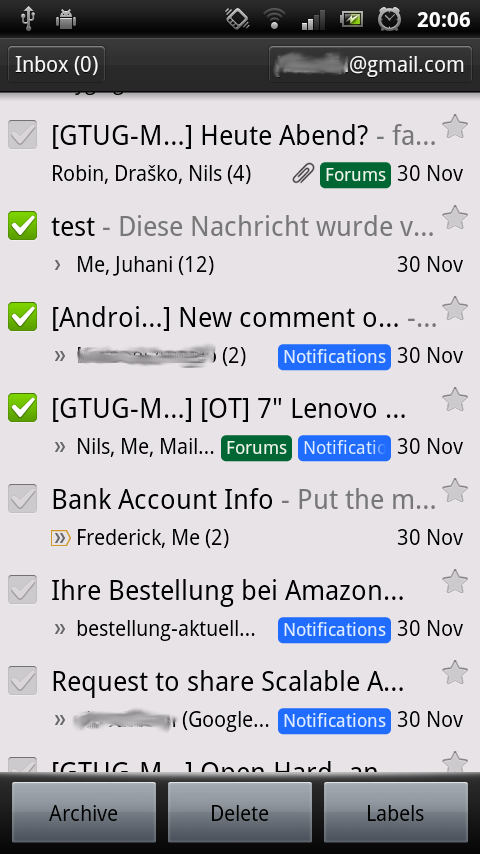 20:06
Inbox (0)
@gmail.com
[GTUG-M...] Heute Abend? - fa...
Robin, Draško, Nils (4) Forums 30 Nov
test - Diese Nachricht wurde v...
› Me, Juhani (12) 30 Nov
[Androi...] New comment o... -...
» (2) Notifications 30 Nov
[GTUG-M...] [OT] 7" Lenovo ...
» Nils, Me, Mail... Forums Notificatio 30 Nov
Bank Account Info - Put the m...
» Frederick, Me (2) 30 Nov
Ihre Bestellung bei Amazon...
» bestellung-aktuell... Notifications 30 Nov
Request to share Scalable A...
» (Google... Notifications 30 Nov
[GTUG-M...] Open Hard- an
Archive Delete Labels